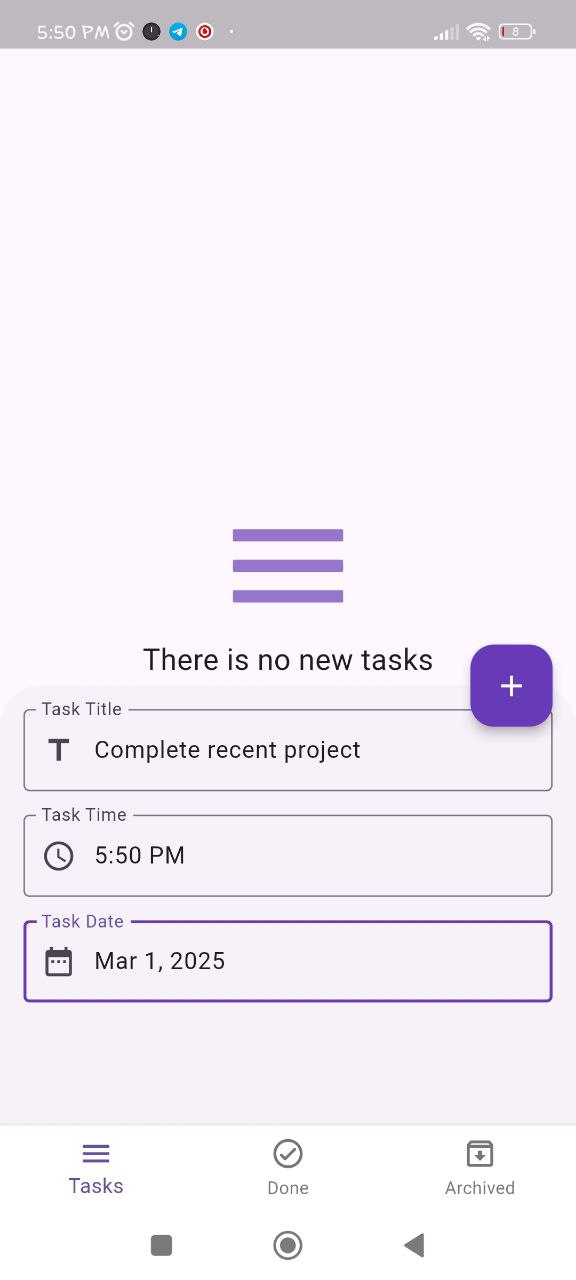 5:50 PM
8
There is no new tasks
Task Title
Complete recent project
Task Time
5:50 PM
Task Date
Mar 1, 2025
Tasks
Done
Archived